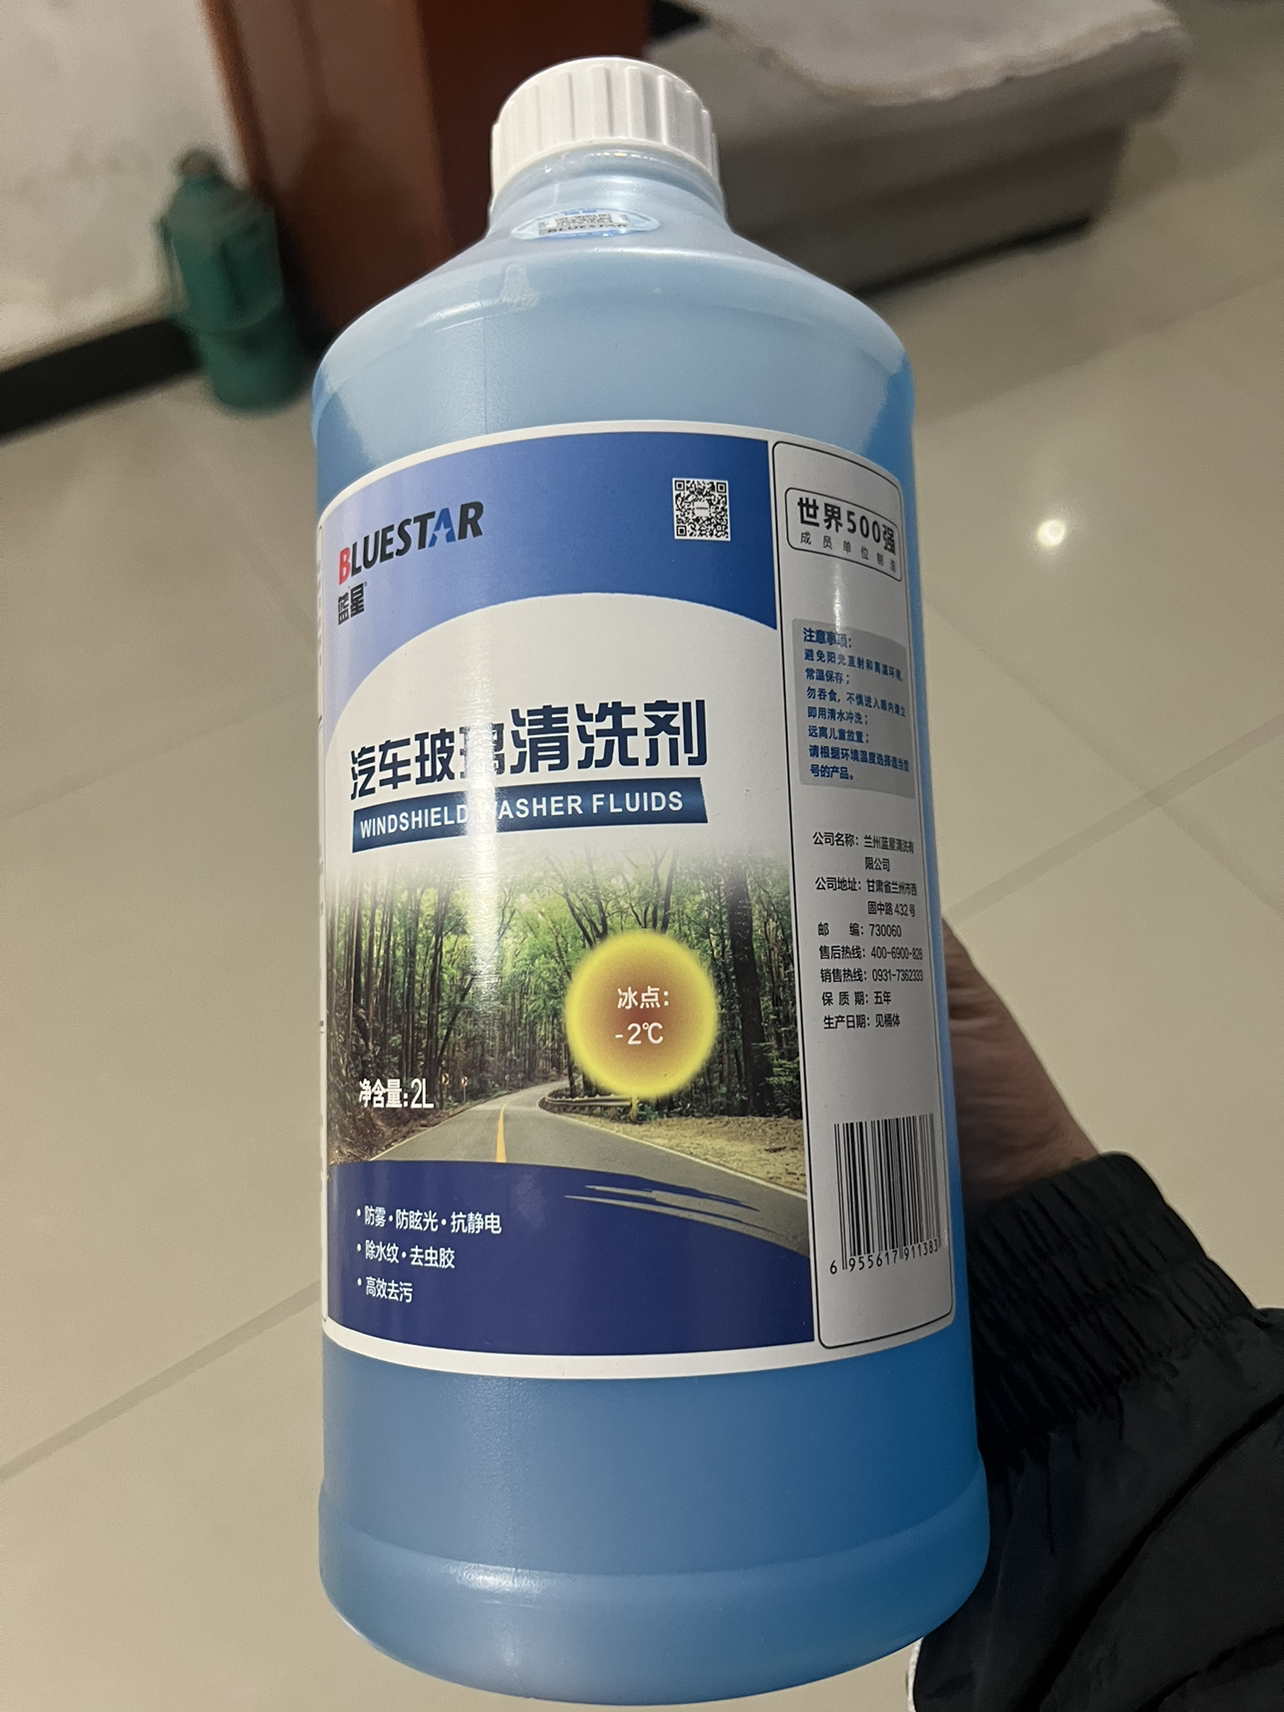 BLUESTAR
BLUESTAR
蓝星
汽车玻璃清洗剂
WINDSHIELD WASHER FLUIDS
冰点：
-2℃
净含量：2L
• 防雾 • 防眩光 • 抗静电
• 除水纹 • 去虫胶
• 高效去污
世界500强
成员单位制造
注意事项：
避免阳光直射和高温环境，
常温保存；
勿吞食，不慎进入眼内请立
即用清水冲洗；
远离儿童放置；
请根据环境温度选择适当型
号的产品。
公司名称：兰州蓝星清洗有
限公司
公司地址：甘肃省兰州市西
固中路432号
邮 编：730060
售后热线：400-6900-826
销售热线：0931-7362333
保 质 期：五年
生产日期：见桶体
6 955617 911383